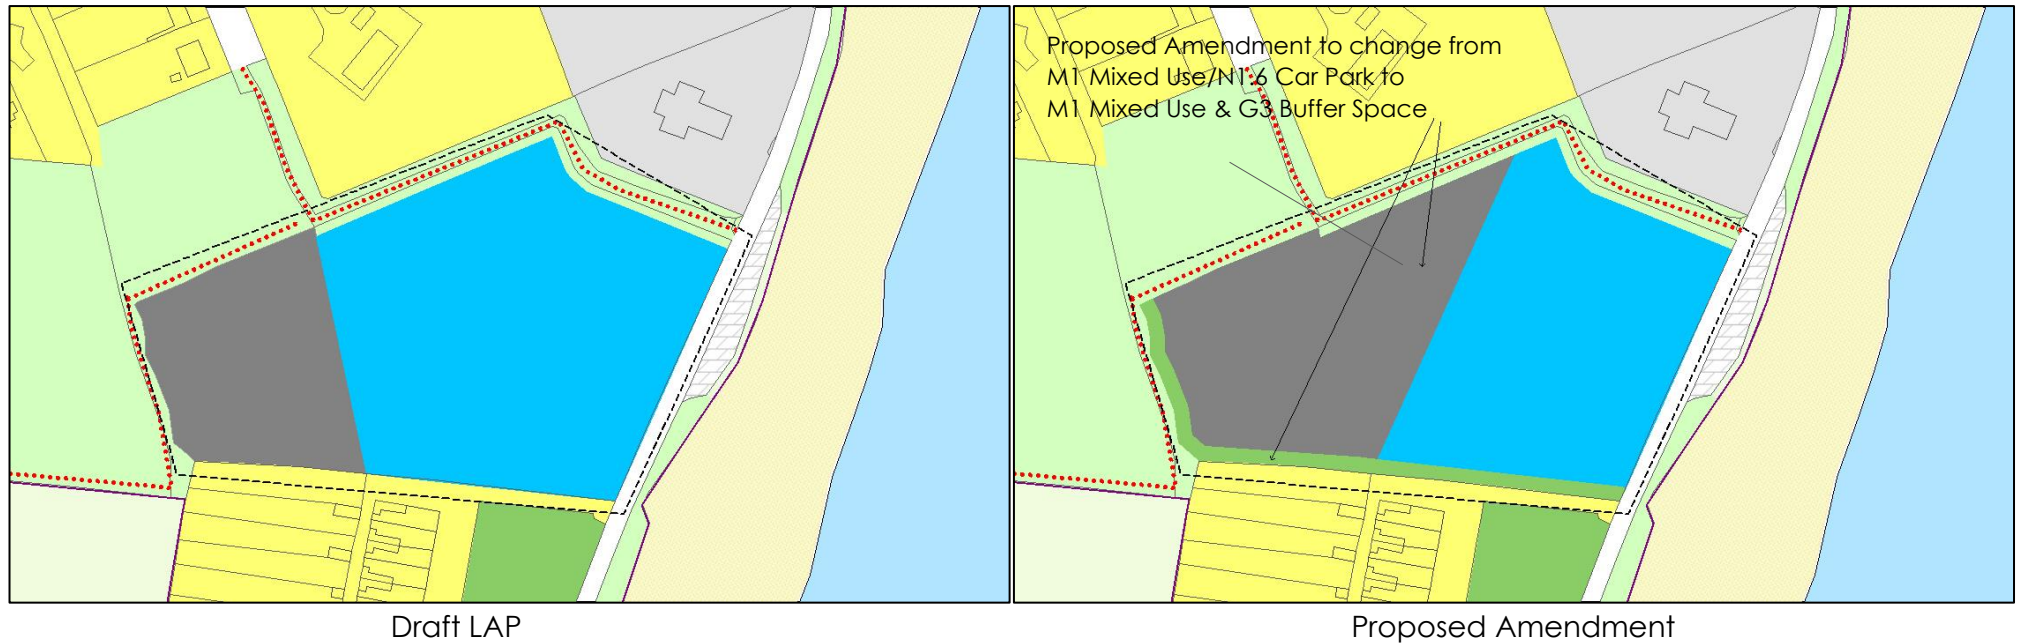 Proposed Amendment to change from
M1 Mixed Use/N1.6 Car Park to
M1 Mixed Use & G3 Buffer Space
Draft LAP
Proposed Amendment